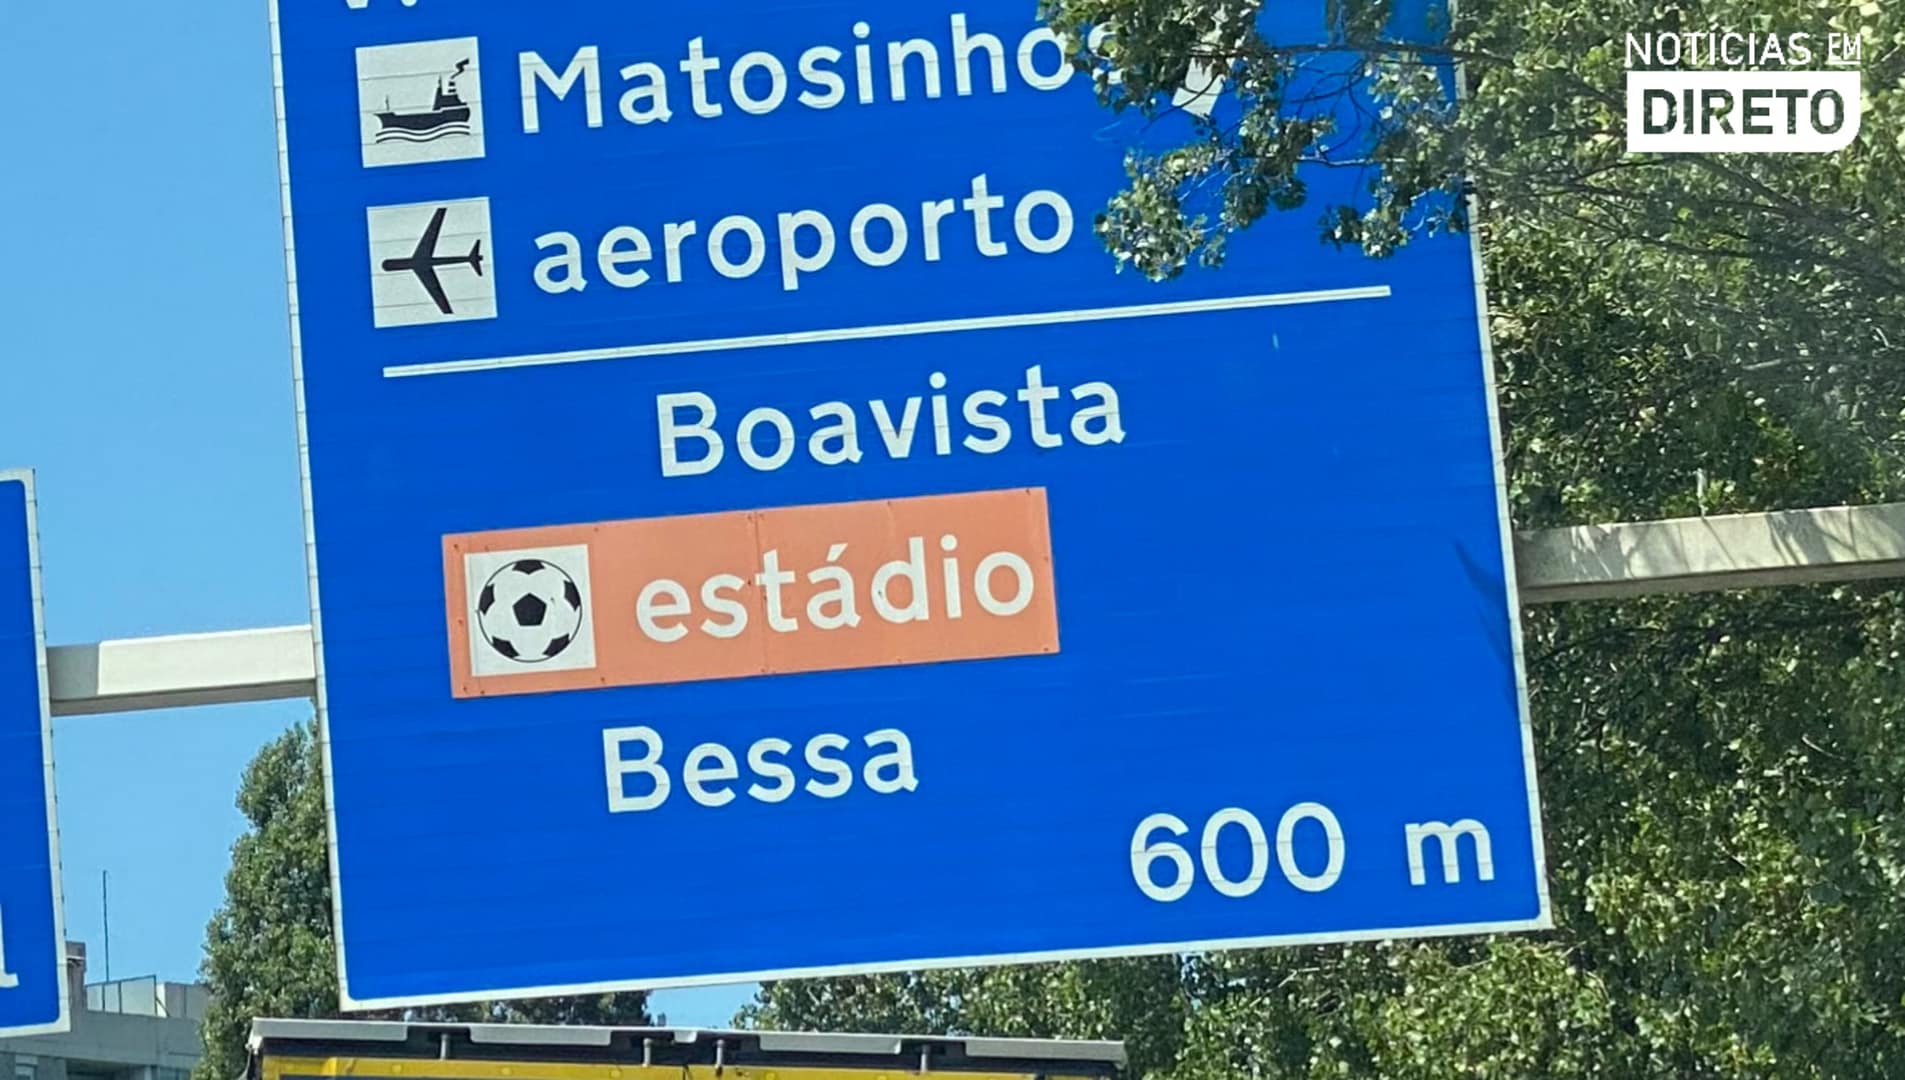 NOTÍCIAS EM
DIRETO
Matosinhos
aeroporto
Boavista
estádio
Bessa
600 m